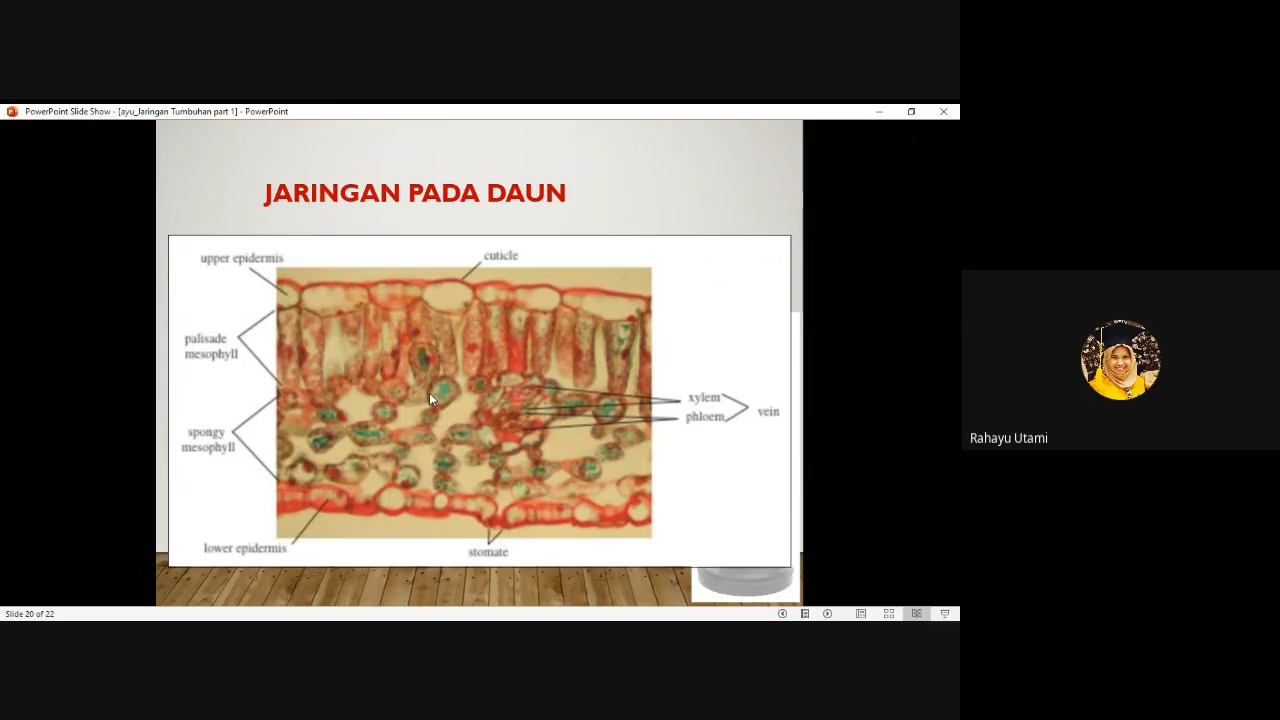 PowerPoint Slide Show - [ayu_Jaringan Tumbuhan part 1] - PowerPoint
JARINGAN PADA DAUN
upper epidermis
cuticle
palisade
mesophyll
xylem
phloem
vein
spongy
mesophyll
lower epidermis
stomate
Rahayu Utami
Slide 20 of 22